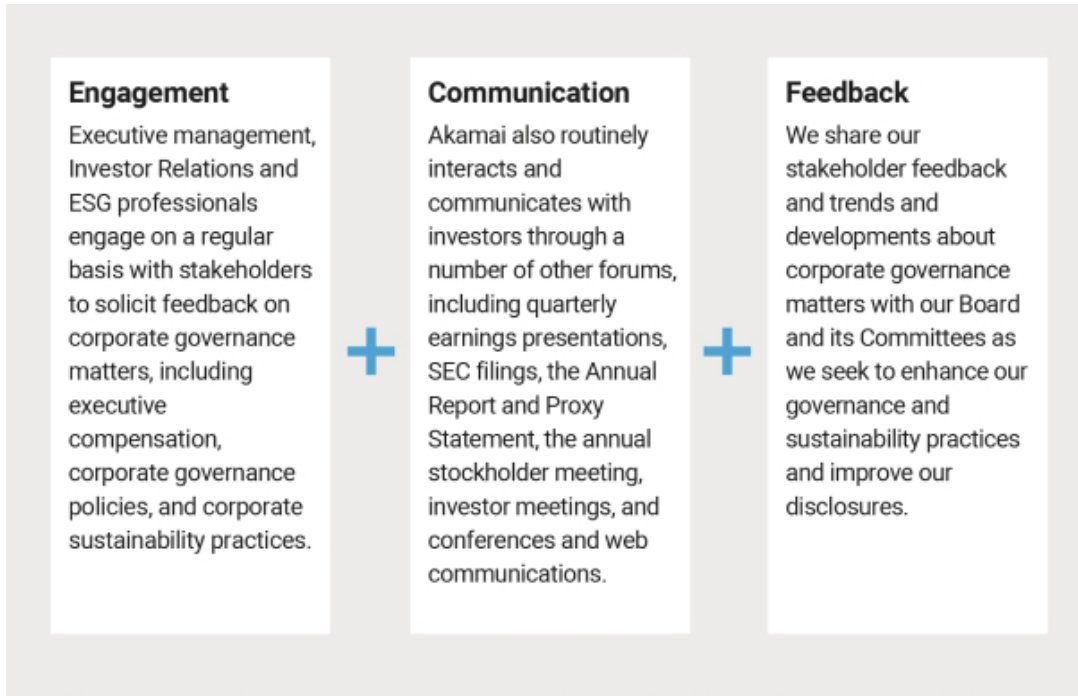 Engagement
Executive management,
Investor Relations and
ESG professionals
engage on a regular
basis with stakeholders
to solicit feedback on
corporate governance
matters, including
executive
compensation,
corporate governance
policies, and corporate
sustainability practices.
+
Communication
Akamai also routinely
interacts and
communicates with
investors through a
number of other forums,
including quarterly
earnings presentations,
SEC filings, the Annual
Report and Proxy
Statement, the annual
stockholder meeting,
investor meetings, and
conferences and web
communications.
+
Feedback
We share our
stakeholder feedback
and trends and
developments about
corporate governance
matters with our Board
and its Committees as
we seek to enhance our
governance and
sustainability practices
and improve our
disclosures.